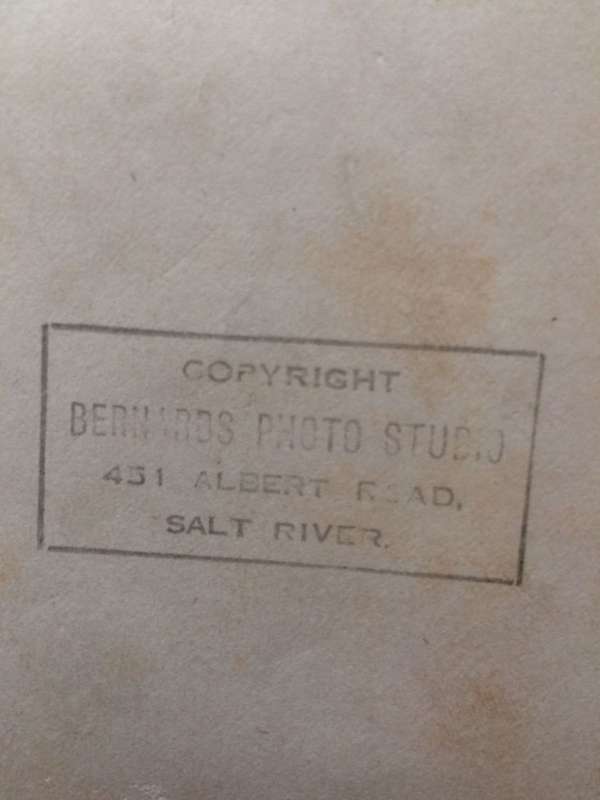 COPYRIGHT
BERNARDS PHOTO STUDIO
451 ALBERT ROAD,
SALT RIVER.